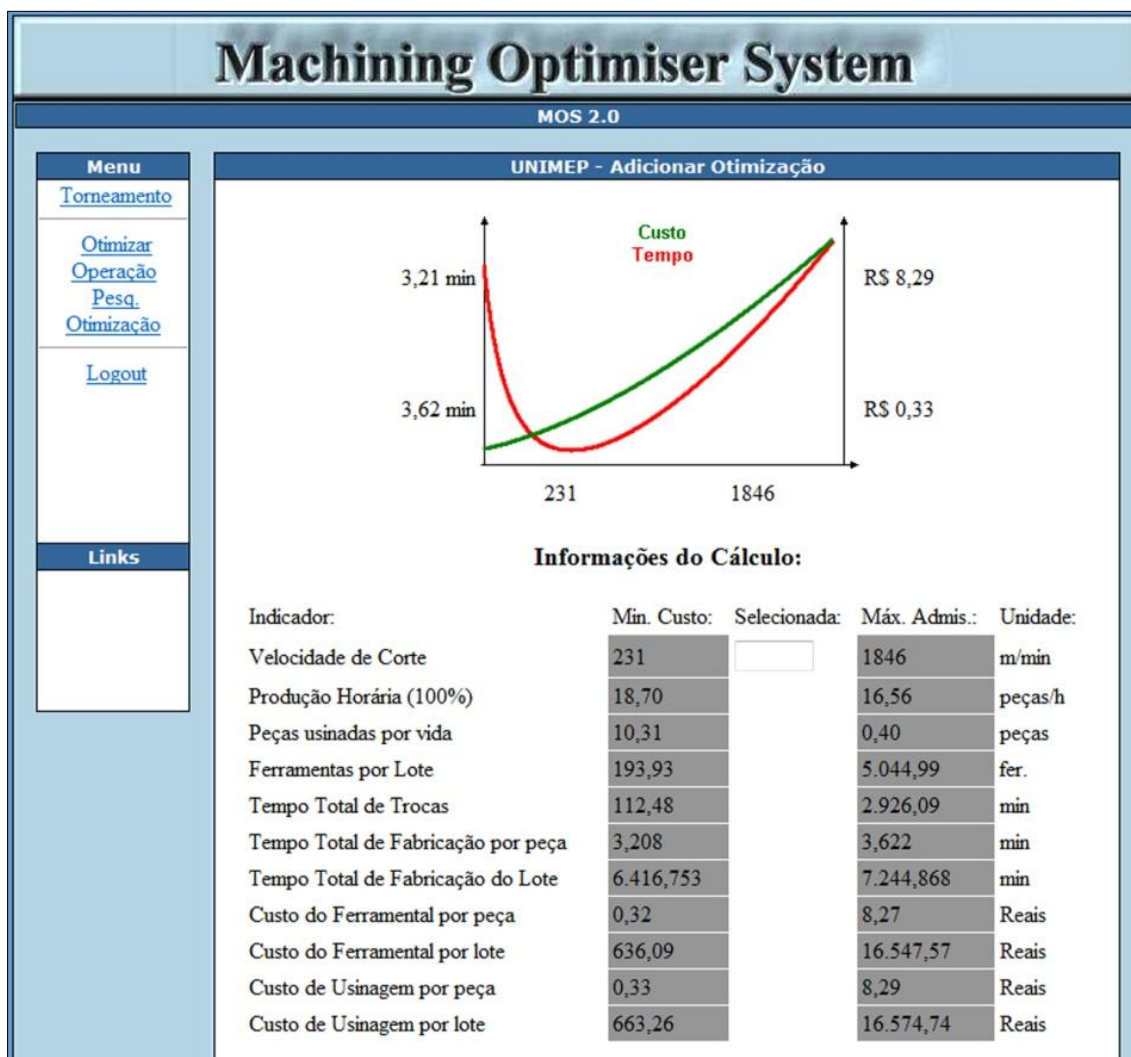 Machining Optimiser System
MOS 2.0
Menu
Torneamento
Otimizar
Operação
Pesq.
Otimização
Logout
Links
UNIMEP - Adicionar Otimização
Custo
Tempo
3,21 min
R$ 8,29
3,62 min
R$ 0,33
231 1846
Informações do Cálculo:
Indicador: Min. Custo: Selecionada: Máx. Admis.: Unidade:
Velocidade de Corte 231 1846 m/min
Produção Horária (100%) 18,70 16,56 peças/h
Peças usinadas por vida 10,31 0,40 peças
Ferramentas por Lote 193,93 5.044,99 fer.
Tempo Total de Trocas 112,48 2.926,09 min
Tempo Total de Fabricação por peça 3,208 3,622 min
Tempo Total de Fabricação do Lote 6.416,753 7.244,868 min
Custo do Ferramental por peça 0,32 8,27 Reais
Custo do Ferramental por lote 636,09 16.547,57 Reais
Custo de Usinagem por peça 0,33 8,29 Reais
Custo de Usinagem por lote 663,26 16.574,74 Reais